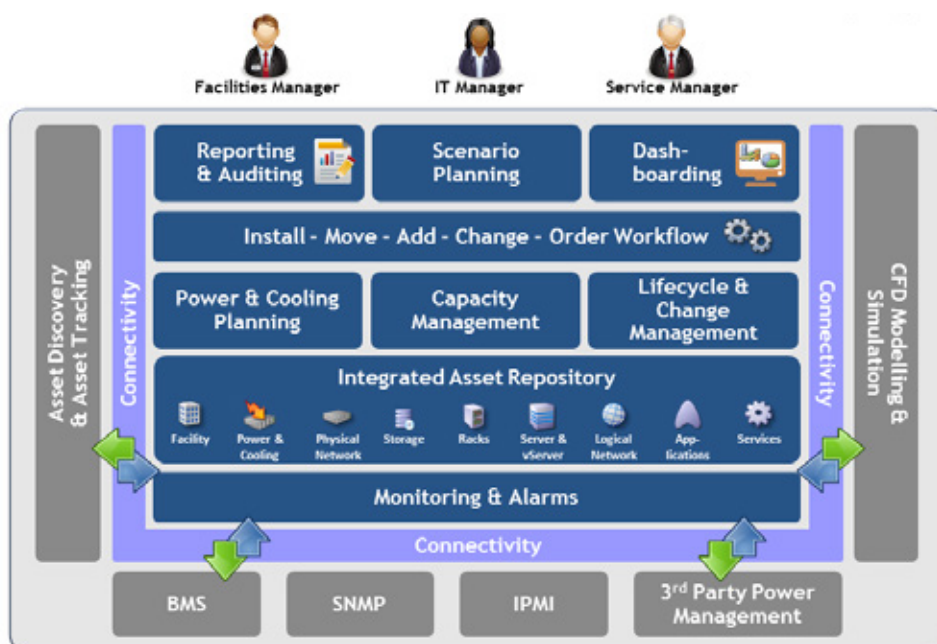 Facilities Manager
IT Manager
Service Manager
Asset Discovery
& Asset Tracking
Connectivity
Reporting
& Auditing
Scenario
Planning
Dash-
boarding
Install - Move - Add - Change - Order Workflow
Power & Cooling
Planning
Capacity
Management
Lifecycle &
Change
Management
Integrated Asset Repository
Facility
Power &
Cooling
Physical
Network
Storage
Racks
Server &
vServer
Logical
Network
App-
lications
Services
Monitoring & Alarms
Connectivity
Connectivity
CFD Modelling &
Simulation
BMS
SNMP
IPMI
3rd Party Power
Management